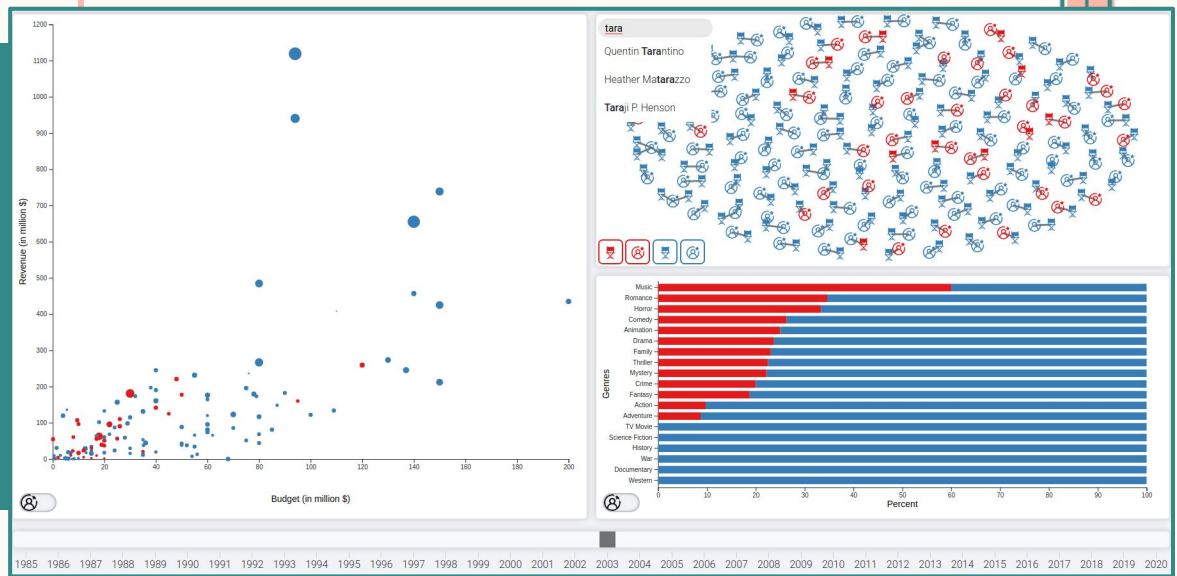 1200
1100
1000
900
800
700
600
500
400
300
200
100
0
Revenue (in million $)
0 20 40 60 80 100 120 140 160 180 200
Budget (in million $)
tara
Quentin Tarantino
Heather Matarazzo
Taraji P. Henson
Genres
Music
Romance
Horror
Comedy
Animation
Drama
Family
Thriller
Mystery
Crime
Fantasy
Action
Adventure
TV Movie
Science Fiction
History
War
Documentary
Western
0 10 20 30 40 50 60 70 80 90 100
Percent
1985 1986 1987 1988 1989 1990 1991 1992 1993 1994 1995 1996 1997 1998 1999 2000 2001 2002 2003 2004 2005 2006 2007 2008 2009 2010 2011 2012 2013 2014 2015 2016 2017 2018 2019 2020